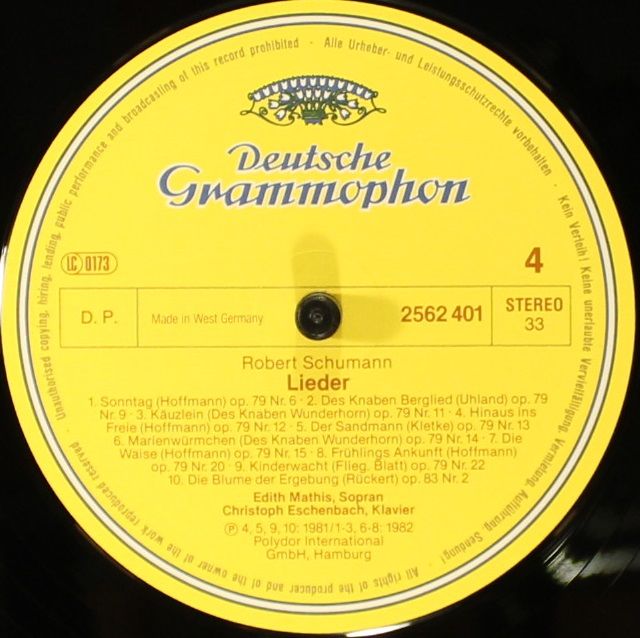 Alle Urheber- und Leistungsschutzrechte vorbehalten · Kein Verleih! Keine unerlaubte Vervielfältigung, Vermietung, Aufführung, Sendung!
All rights of the producer and of the owner of the work reproduced reserved · Unauthorised copying, hiring, lending, public performance and broadcasting of this record prohibited ·
Deutsche
Grammophon
LC 0173
4
D. P.
Made in West Germany
2562 401
STEREO
33
Robert Schumann
Lieder
1. Sonntag (Hoffmann) op. 79 Nr. 6 · 2. Des Knaben Berglied (Uhland) op. 79
Nr. 9 · 3. Käuzlein (Des Knaben Wunderhorn) op. 79 Nr. 11 · 4. Hinaus ins
Freie (Hoffmann) op. 79 Nr. 12 · 5. Der Sandmann (Kletke) op. 79 Nr. 13
6. Marienwürmchen (Des Knaben Wunderhorn) op. 79 Nr. 14 · 7. Die
Waise (Hoffmann) op. 79 Nr. 15 · 8. Frühlings Ankunft (Hoffmann)
op. 79 Nr. 20 · 9. Kinderwacht (Flieg. Blatt) op. 79 Nr. 22
10. Die Blume der Ergebung (Rückert) op. 83 Nr. 2
Edith Mathis, Sopran
Christoph Eschenbach, Klavier
℗ 4, 5, 9, 10: 1981/1-3, 6-8: 1982
Polydor International
GmbH, Hamburg